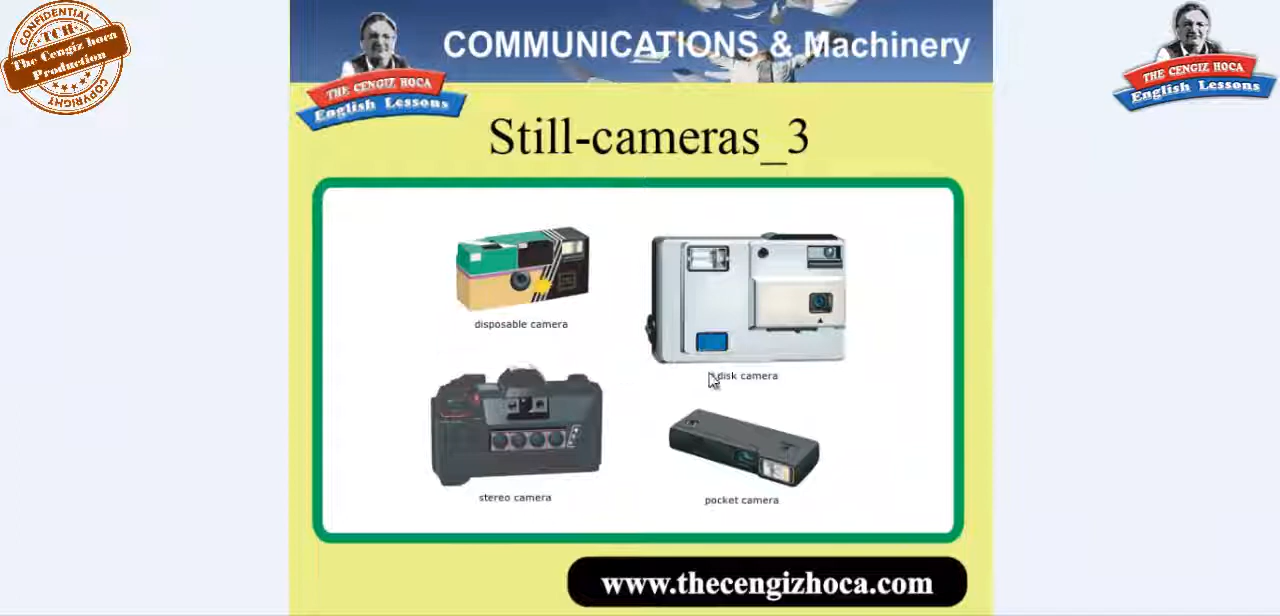 CONFIDENTIAL
TCH
The Cengiz hoca
Production
COPYRIGHT
THE CENGIZ HOCA
English Lessons
COMMUNICATIONS & Machinery
THE CENGIZ HOCA
English Lessons
Still-cameras_3
disposable camera
disk camera
stereo camera
pocket camera
www.thecengizhoca.com